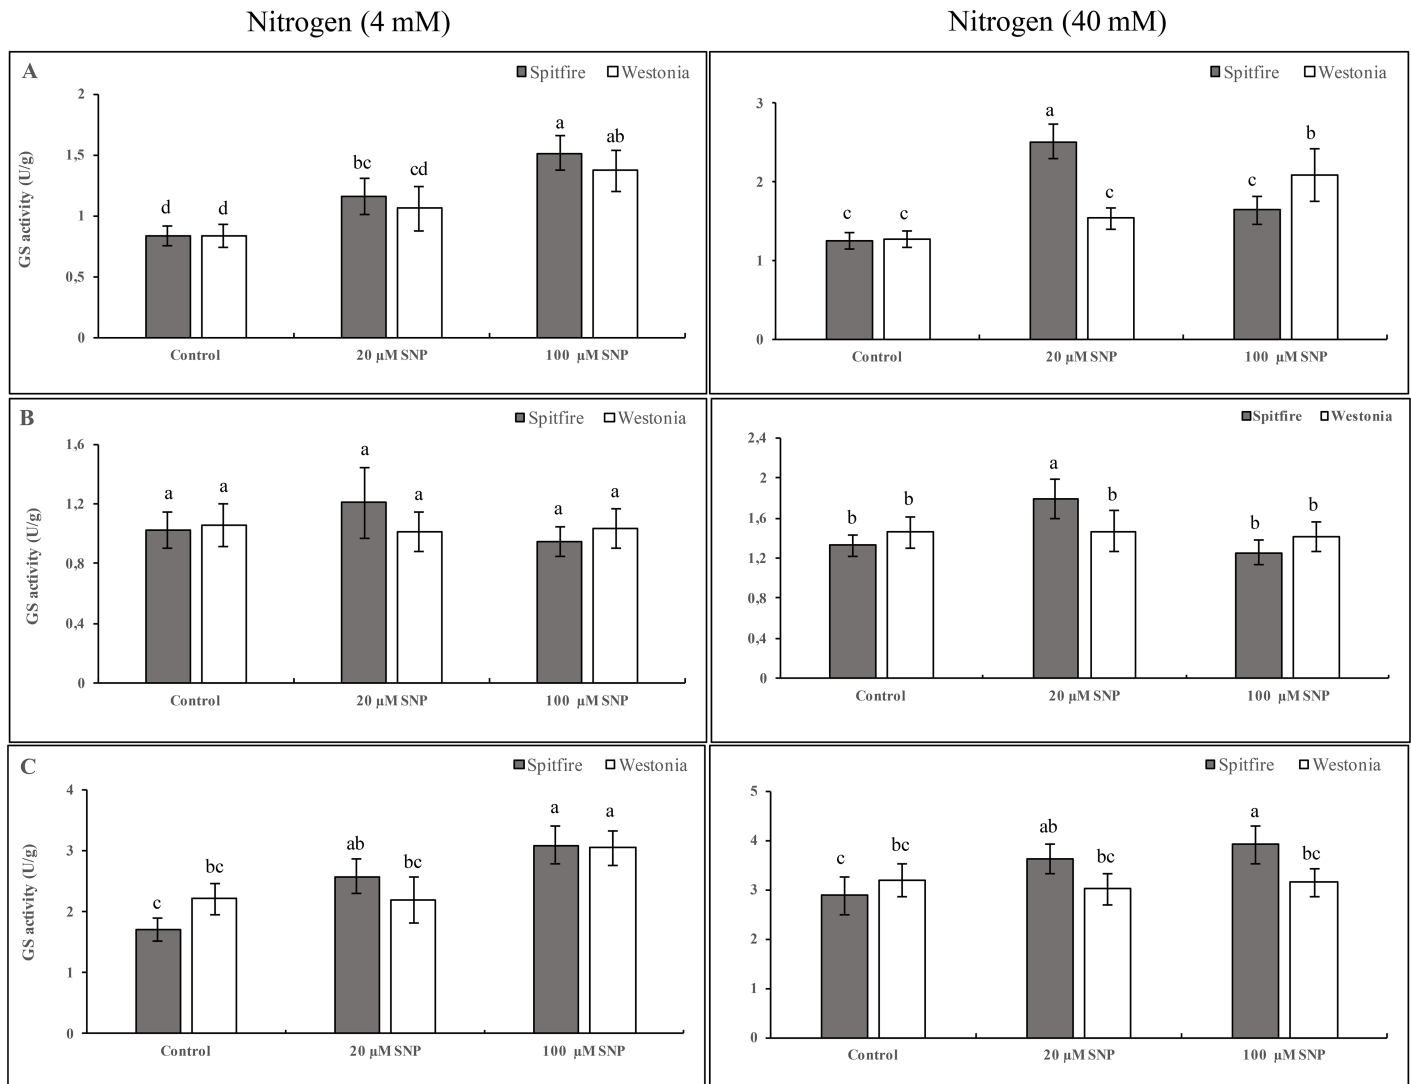 Nitrogen (4 mM)
Nitrogen (40 mM)
A
Spitfire Westonia
GS activity (U/g)
2
1,5
1
0,5
0
d d bc cd a ab
Control 20 µM SNP 100 µM SNP
Spitfire Westonia
3
2
1
0
c c a c c b
Control 20 µM SNP 100 µM SNP
B
Spitfire Westonia
GS activity (U/g)
1,6
1,2
0,8
0,4
0
a a a a a a
Control 20 µM SNP 100 µM SNP
Spitfire Westonia
2,4
2
1,6
1,2
0,8
0,4
0
b b a b b b
Control 20 µM SNP 100 µM SNP
C
Spitfire Westonia
GS activity (U/g)
4
3
2
1
0
c bc ab bc a a
Control 20 µM SNP 100 µM SNP
Spitfire Westonia
5
4
3
2
1
0
c bc ab bc a bc
Control 20 µM SNP 100 µM SNP